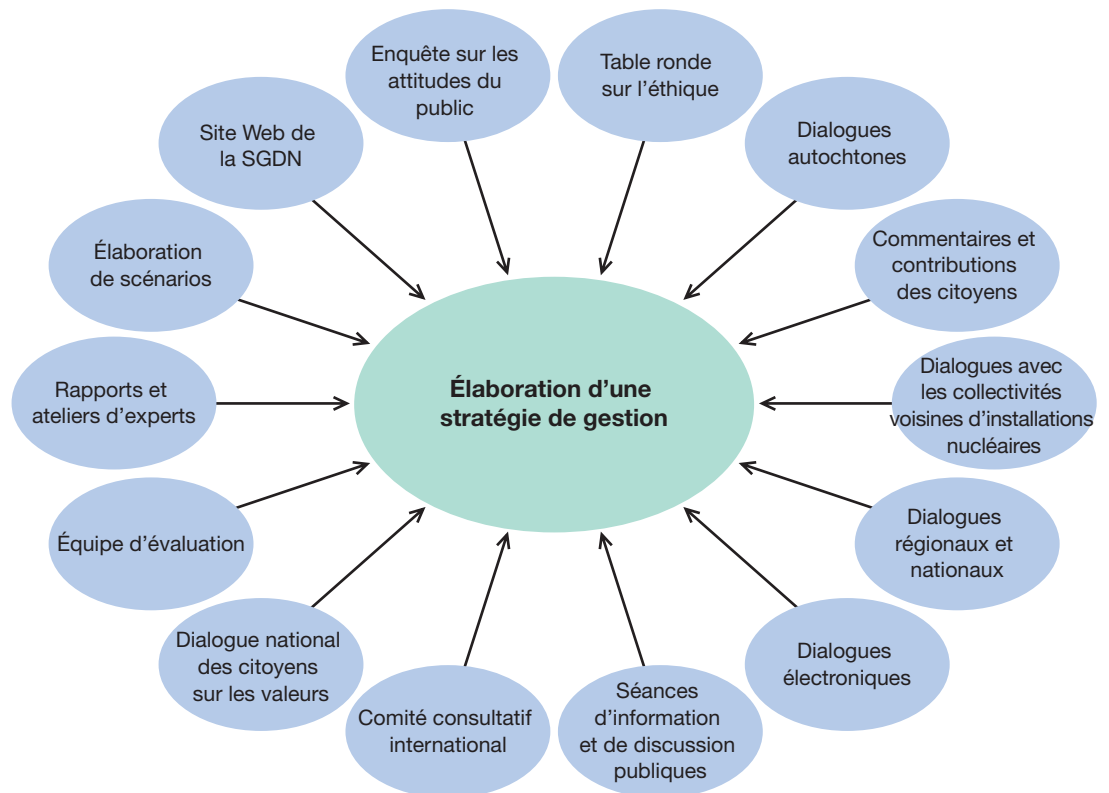 Enquête sur les
attitudes du
public
Table ronde
sur l’éthique
Dialogues
autochtones
Commentaires et
contributions
des citoyens
Dialogues avec
les collectivités
voisines d’installations
nucléaires
Dialogues
régionaux et
nationaux
Dialogues
électroniques
Séances
d’information
et de discussion
publiques
Comité consultatif
international
Dialogue national
des citoyens
sur les valeurs
Équipe d’évaluation
Rapports et
ateliers d’experts
Élaboration
de scénarios
Site Web de
la SGDN
Élaboration d’une
stratégie de gestion